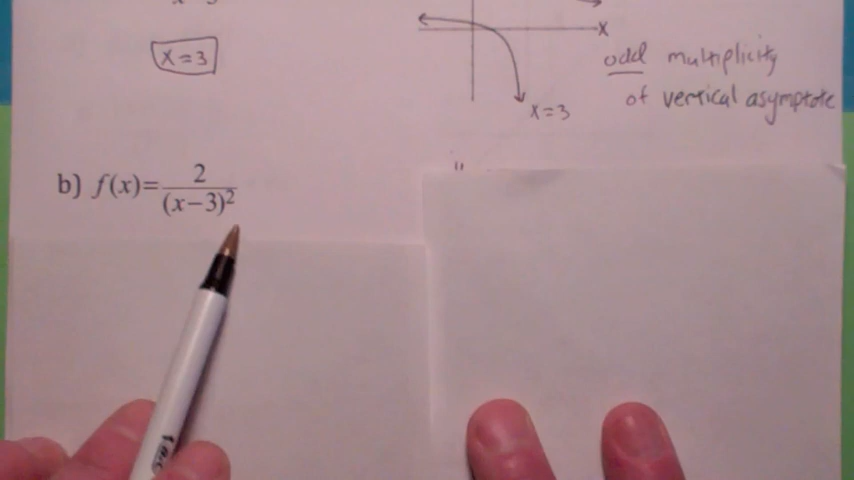 x = 3
x
odd multiplicity
of vertical asymptote
x = 3
b) f(x)=2/(x−3)²